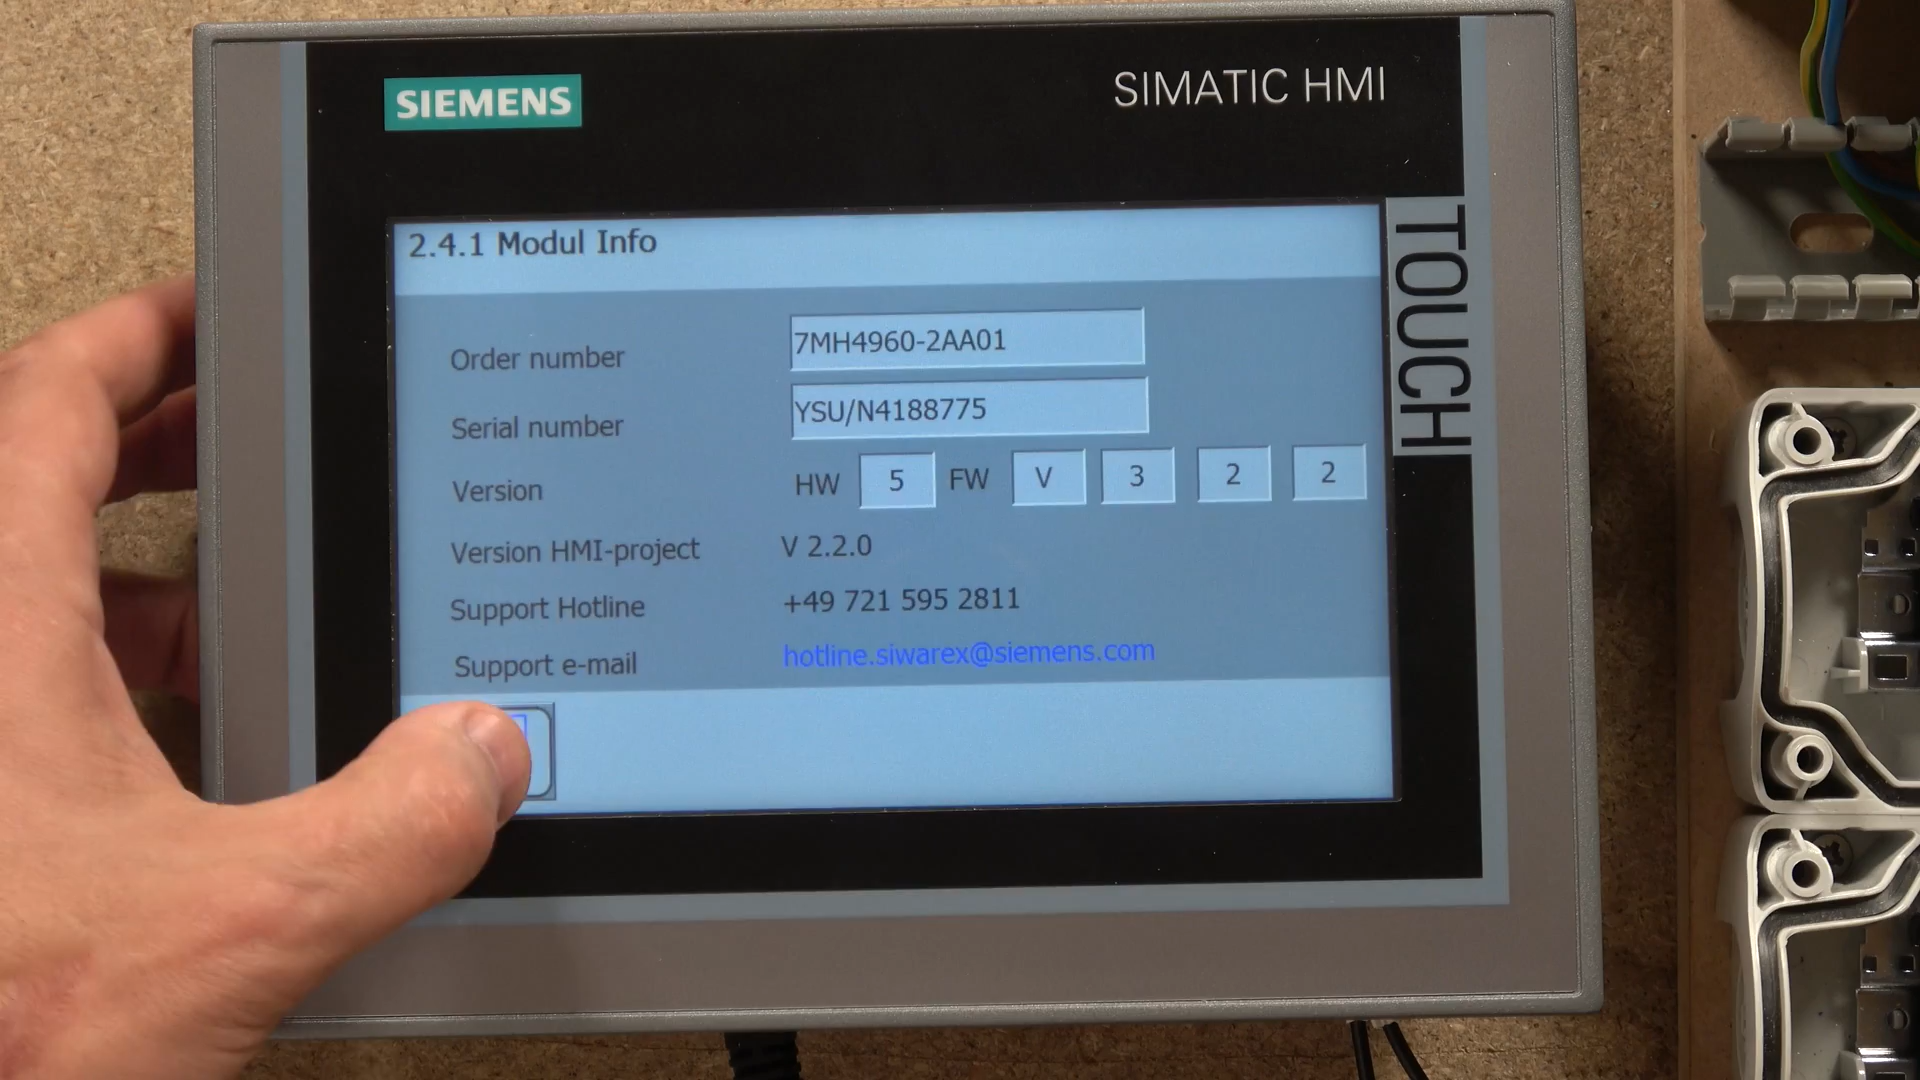 SIEMENS
SIMATIC HMI
TOUCH
2.4.1 Modul Info
Order number 7MH4960-2AA01
Serial number YSU/N4188775
Version HW 5 FW V 3 2 2
Version HMI-project V 2.2.0
Support Hotline +49 721 595 2811
Support e-mail hotline.siwarex@siemens.com